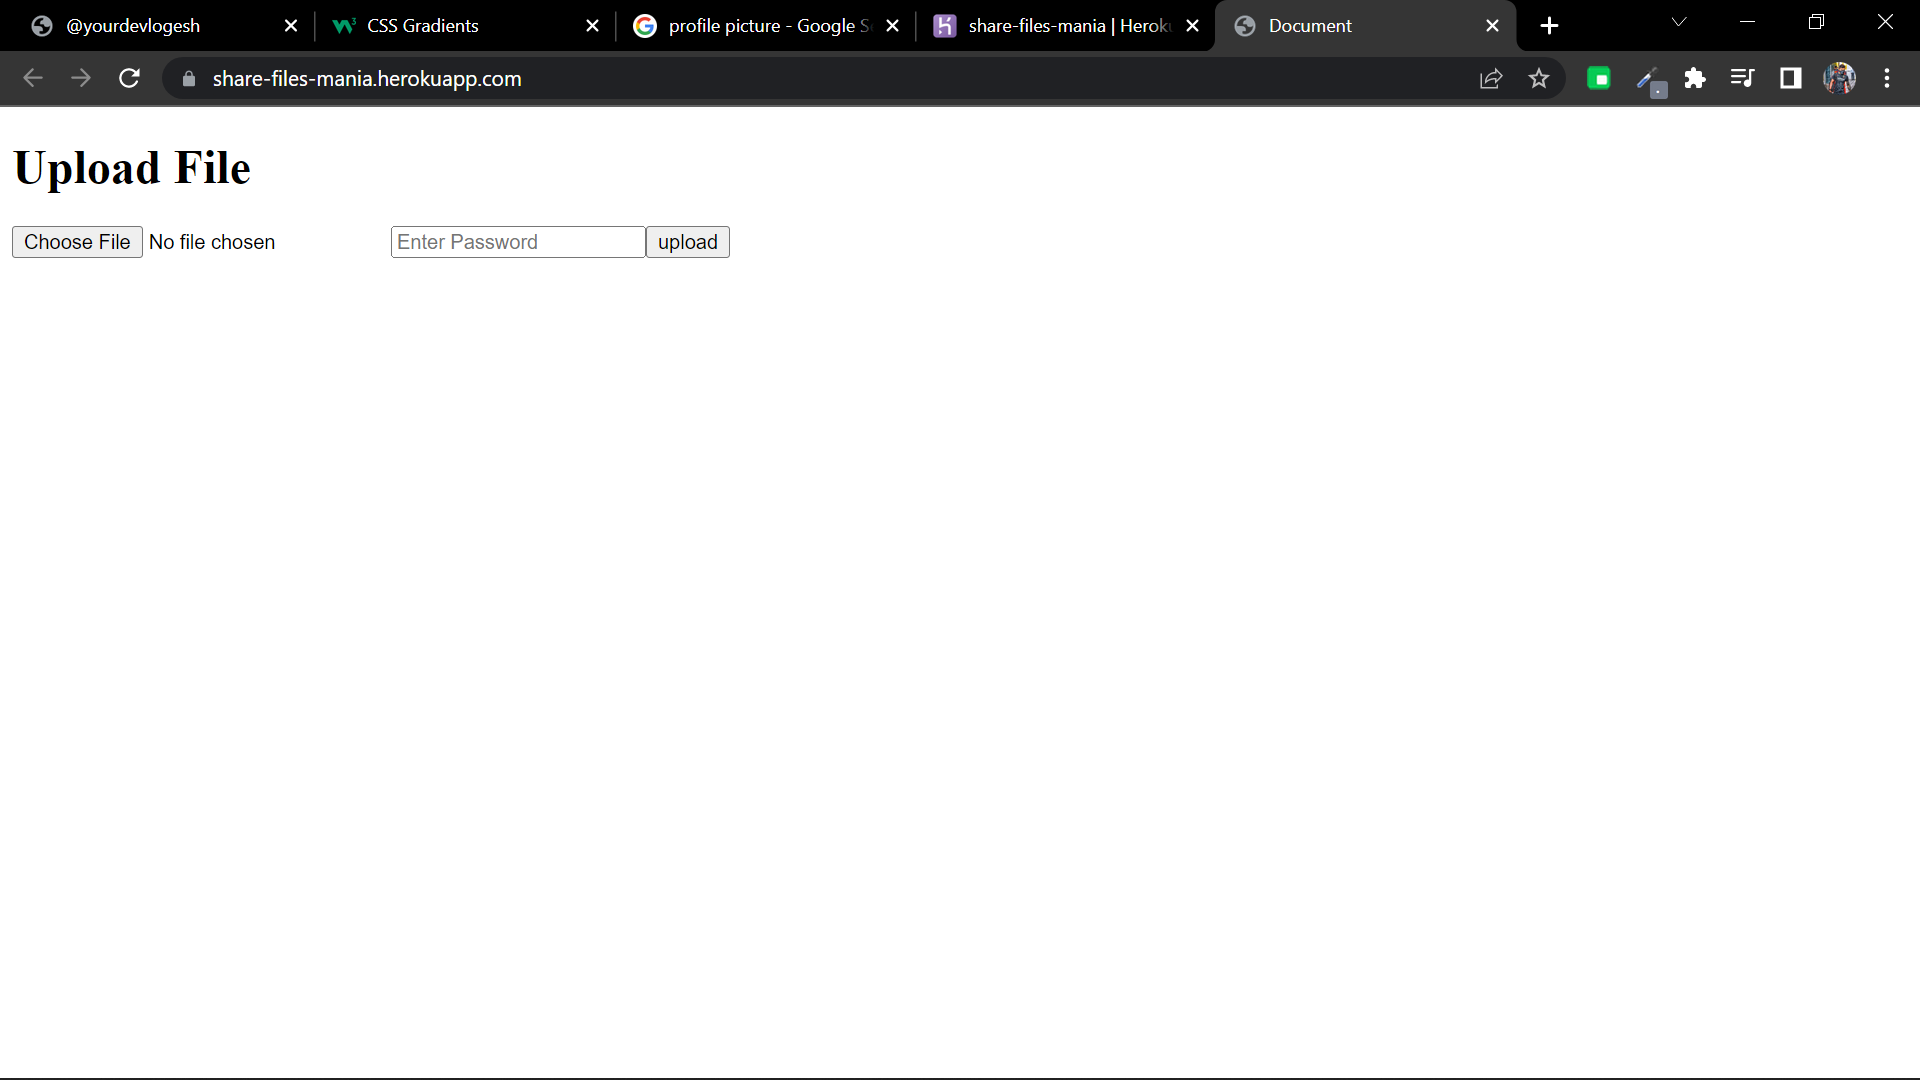 @yourdevlogesh
CSS Gradients
profile picture - Google S
share-files-mania | Herok
Document
share-files-mania.herokuapp.com
Upload File
Choose File No file chosen Enter Password upload